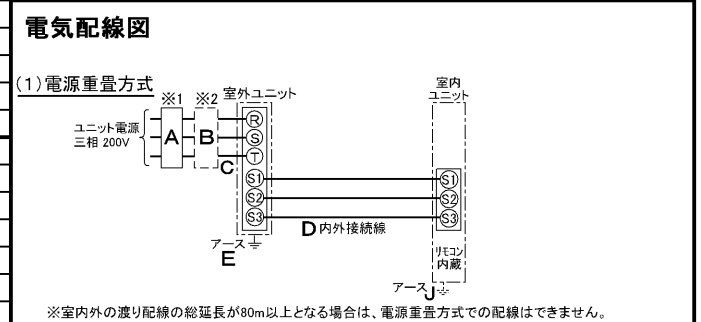 電気配線図
(1)電源重畳方式
※1 ※2 室外ユニット
室内
ユニット
ユニット電源
三相 200V
A
B
C
R
S
T
S1
S2
S3
S1
S2
S3
D 内外接続線
アース
E
リモコン
内蔵
アース J
※室内外の渡り配線の総延長が80m以上となる場合は、電源重畳方式での配線はできません。